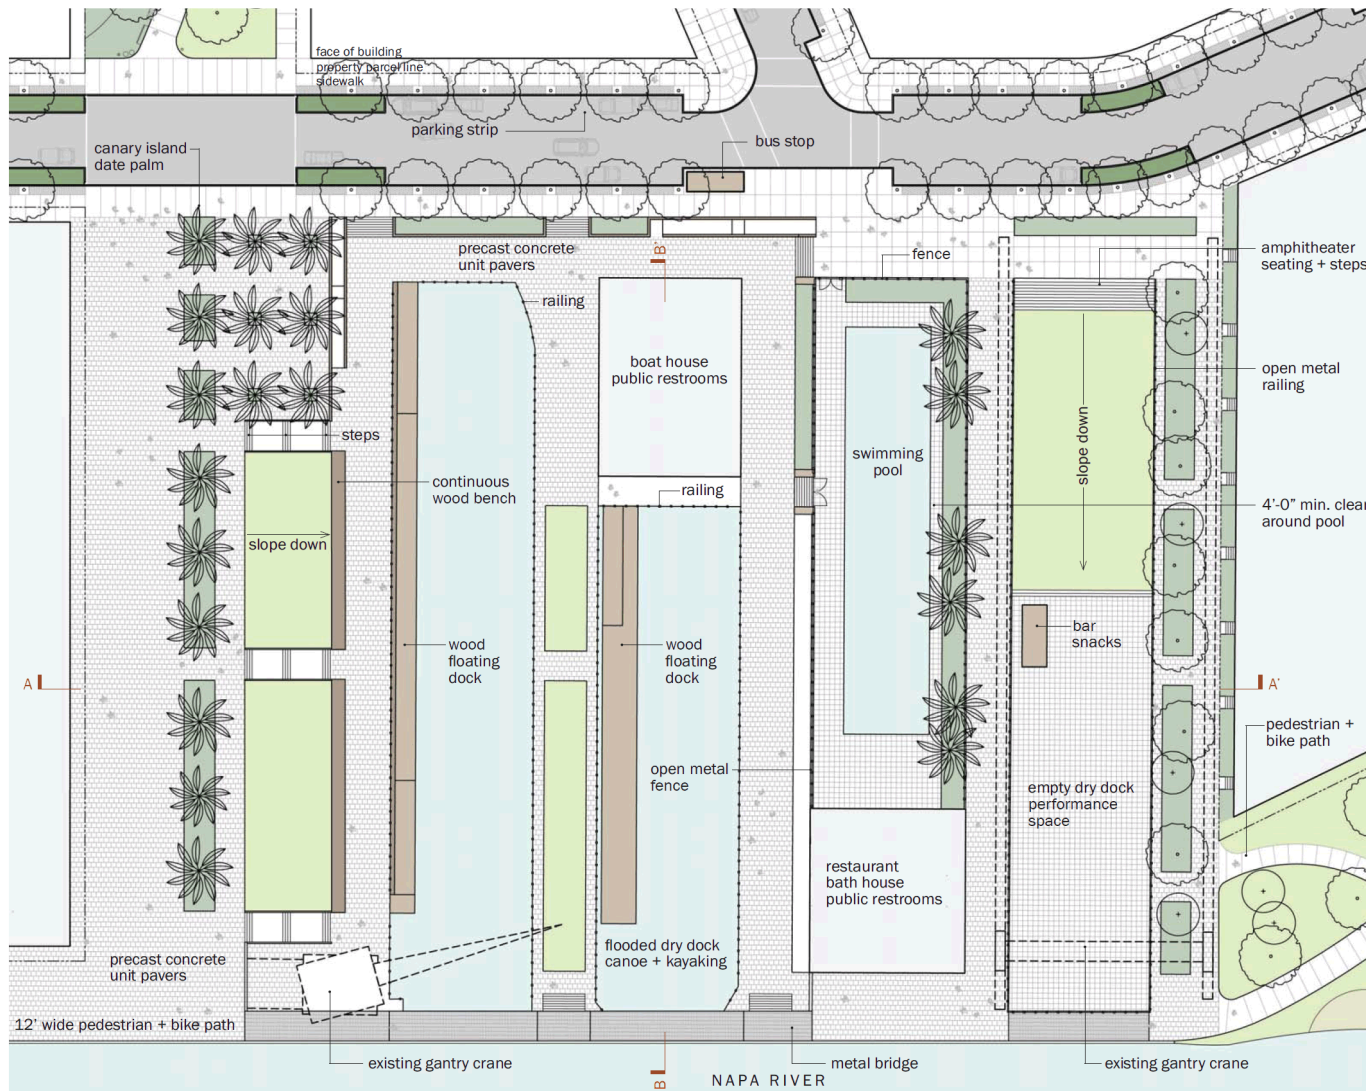 face of building
property parcel line
sidewalk
parking strip
bus stop
canary island
date palm
precast concrete
unit pavers
B'
fence
amphitheater
seating + steps
railing
boat house
public restrooms
open metal
railing
steps
slope down
swimming
pool
continuous
wood bench
railing
4'-0" min. clear
around pool
slope down
wood
floating
dock
wood
floating
dock
bar
snacks
A
A'
pedestrian +
bike path
open metal
fence
empty dry dock
performance
space
restaurant
bath house
public restrooms
flooded dry dock
canoe + kayaking
precast concrete
unit pavers
12' wide pedestrian + bike path
existing gantry crane
metal bridge
existing gantry crane
B
NAPA RIVER